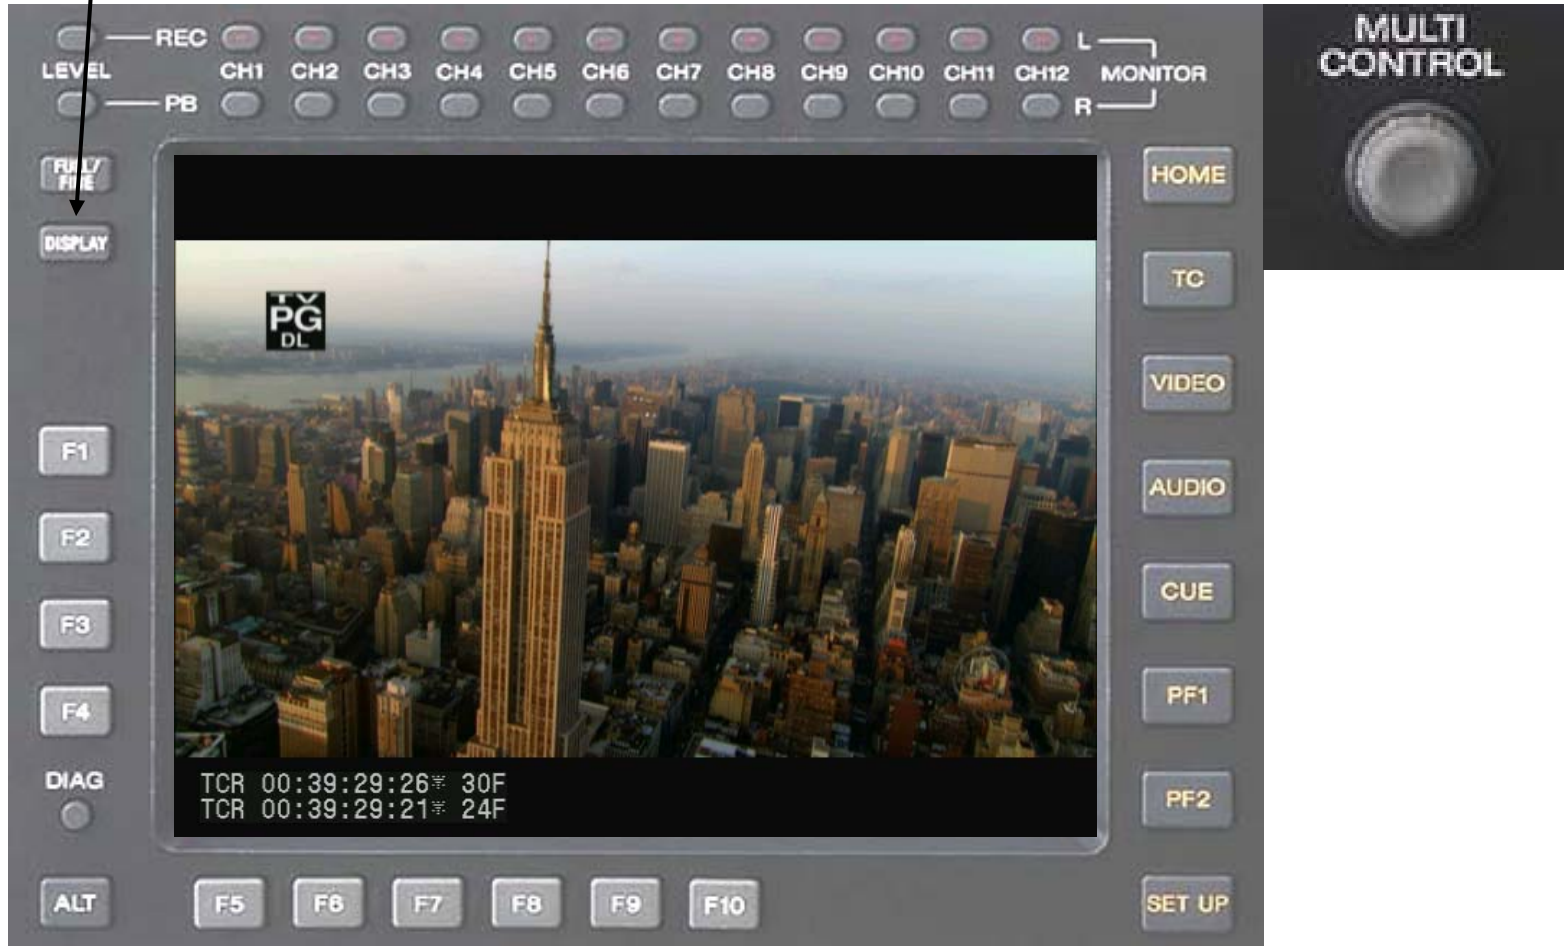 REC
L
LEVEL
CH1 CH2 CH3 CH4 CH5 CH6 CH7 CH8 CH9 CH10 CH11 CH12
MONITOR
PB
R
MULTI
CONTROL
FULL/
FINE
DISPLAY
HOME
TC
VIDEO
AUDIO
CUE
PF1
PF2
SET UP
TV
PG
DL
F1
F2
F3
F4
DIAG
ALT
TCR 00:39:29:26* 30F
TCR 00:39:29:21* 24F
F5 F6 F7 F8 F9 F10